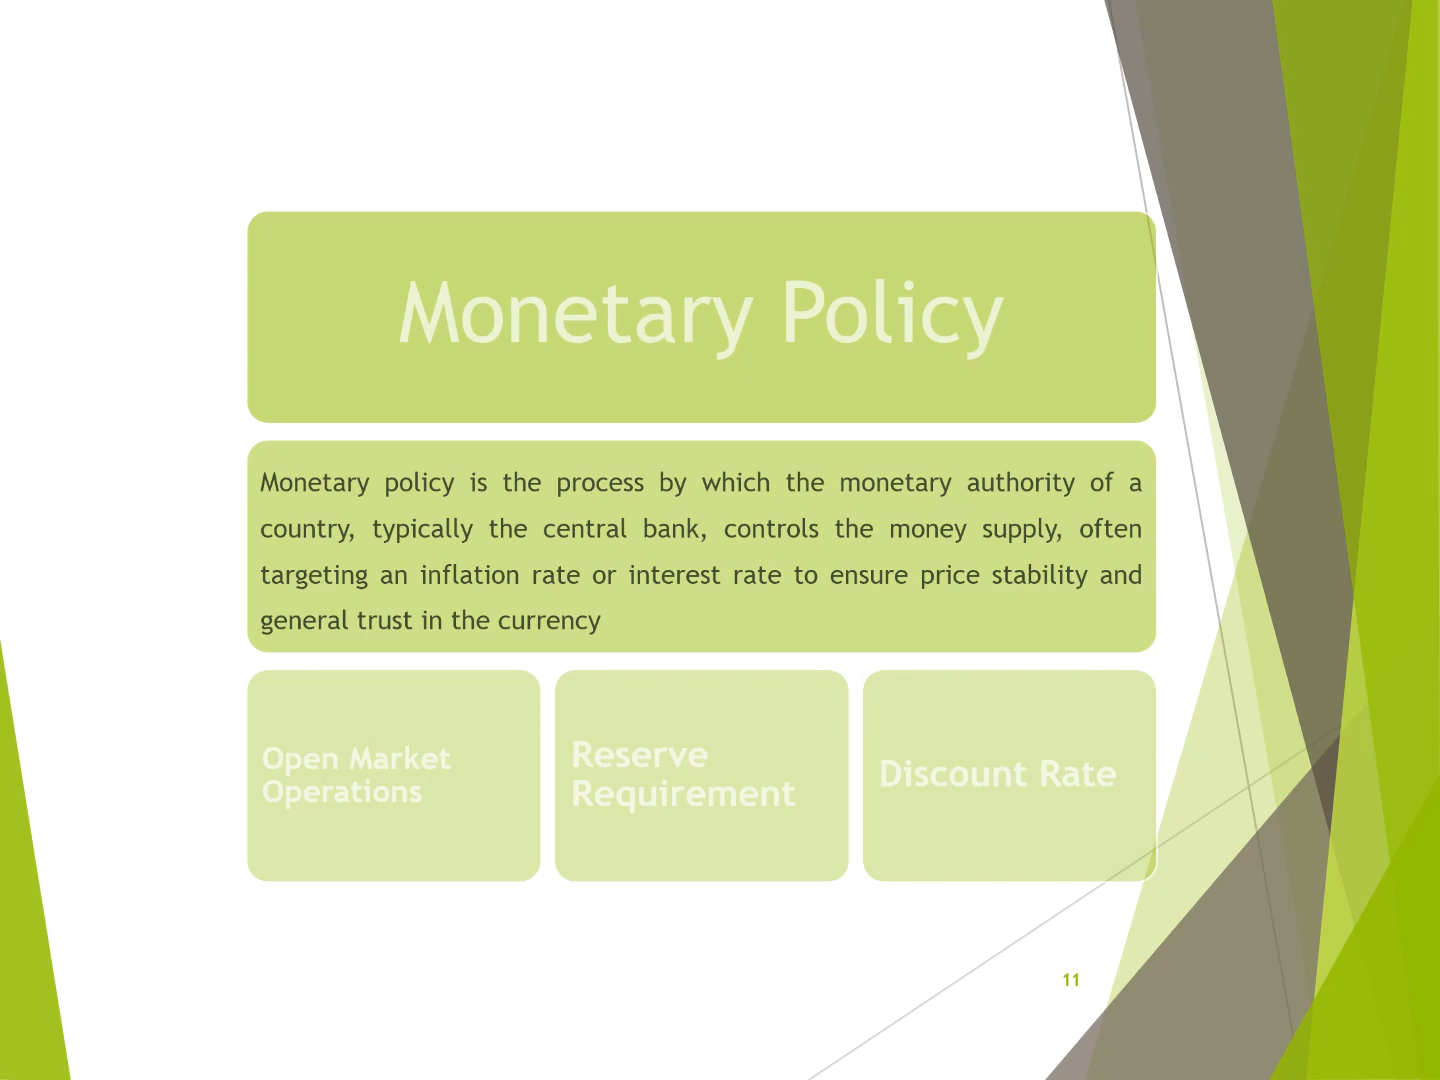 Monetary Policy
Monetary policy is the process by which the monetary authority of a
country, typically the central bank, controls the money supply, often
targeting an inflation rate or interest rate to ensure price stability and
general trust in the currency
Open Market
Operations
Reserve
Requirement
Discount Rate
11